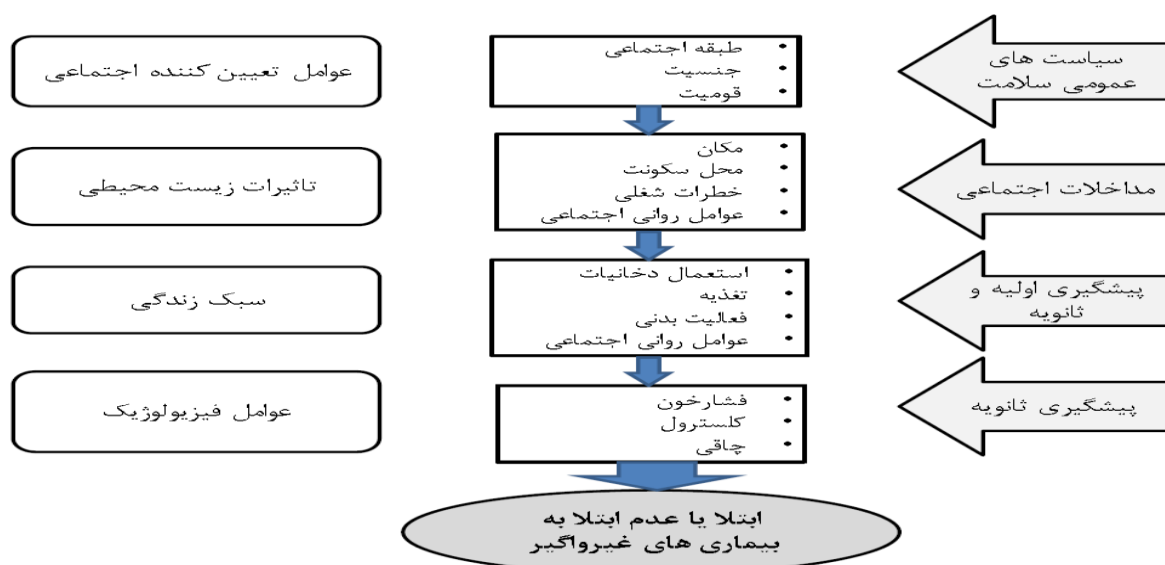 سیاست های
عمومی سلامت
• طبقه اجتماعی
• جنسیت
• قومیت
عوامل تعیین کننده اجتماعی
مداخلات اجتماعی
• مکان
• محل سکونت
• خطرات شغلی
• عوامل روانی اجتماعی
تاثیرات زیست محیطی
پیشگیری اولیه و
ثانویه
• استعمال دخانیات
• تغذیه
• فعالیت بدنی
• عوامل روانی اجتماعی
سبک زندگی
پیشگیری ثانویه
• فشارخون
• کلسترول
• چاقی
عوامل فیزیولوژیک
ابتلا یا عدم ابتلا به
بیماری های غیرواگیر